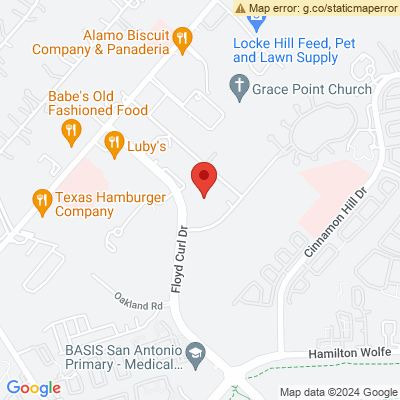 Map error: g.co/staticmaperror
Alamo Biscuit
Company & Panaderia
Locke Hill Feed, Pet
and Lawn Supply
Grace Point Church
Babe's Old
Fashioned Food
Luby's
Texas Hamburger
Company
Floyd Curl Dr
Cinnamon Hill Dr
Oakland Rd
BASIS San Antonio
Primary - Medical...
Hamilton Wolfe
Google
Map data ©2024 Google